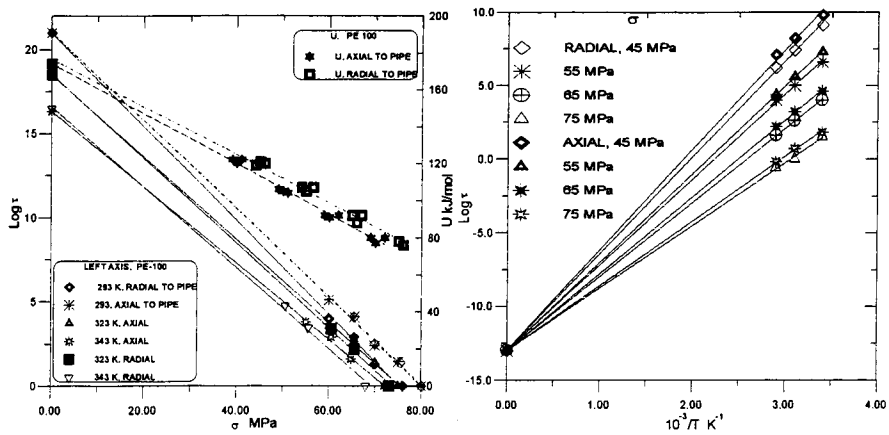 20
15
10
5
0
Log τ
0.00
20.00
40.00
60.00
80.00
σ MPa
200
160
120
80
40
U kJ/mol
U, PE 100
U, AXIAL TO PIPE
U, RADIAL TO PIPE
LEFT AXIS, PE-100
293 K, RADIAL TO PIPE
293, AXIAL TO PIPE
323 K, AXIAL
343 K, AXIAL
323 K, RADIAL
343 K, RADIAL
σ
10.0
5.0
0.0
-5.0
-10.0
-15.0
Log τ
RADIAL, 45 MPa
55 MPa
65 MPa
75 MPa
AXIAL, 45 MPa
55 MPa
65 MPa
75 MPa
0.00
1.00
2.00
3.00
4.00
10⁻³/T K⁻¹